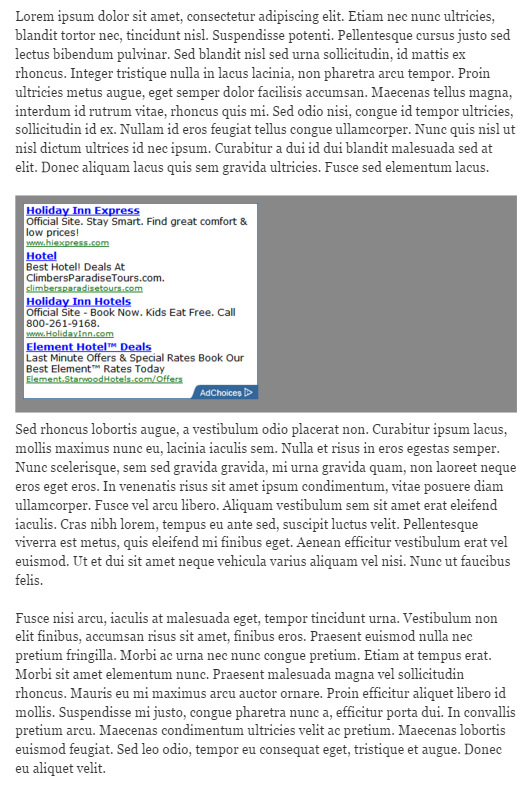 Lorem ipsum dolor sit amet, consectetur adipiscing elit. Etiam nec nunc ultricies,
blandit tortor nec, tincidunt nisl. Suspendisse potenti. Pellentesque cursus justo sed
lectus bibendum pulvinar. Sed blandit nisl sed urna sollicitudin, id mattis ex
rhoncus. Integer tristique nulla in lacus lacinia, non pharetra arcu tempor. Proin
ultricies metus augue, eget semper dolor facilisis accumsan. Maecenas tellus magna,
interdum id rutrum vitae, rhoncus quis mi. Sed odio nisi, congue id tempor ultricies,
sollicitudin id ex. Nullam id eros feugiat tellus congue ullamcorper. Nunc quis nisl ut
nisl dictum ultrices id nec ipsum. Curabitur a dui id dui blandit malesuada sed at
elit. Donec aliquam lacus quis sem gravida ultricies. Fusce sed elementum lacus.
Holiday Inn Express
Official Site. Stay Smart. Find great comfort &
low prices!
www.hiexpress.com
Hotel
Best Hotel! Deals At
ClimbersParadiseTours.com.
climbersparadisetours.com
Holiday Inn Hotels
Official Site - Book Now. Kids Eat Free. Call
800-261-9168.
www.HolidayInn.com
Element Hotel™ Deals
Last Minute Offers & Special Rates Book Our
Best Element™ Rates Today
Element.StarwoodHotels.com/Offers
AdChoices
Sed rhoncus lobortis augue, a vestibulum odio placerat non. Curabitur ipsum lacus,
mollis maximus nunc eu, lacinia iaculis sem. Nulla et risus in eros egestas semper.
Nunc scelerisque, sem sed gravida gravida, mi urna gravida quam, non laoreet neque
eros eget eros. In venenatis risus sit amet ipsum condimentum, vitae posuere diam
ullamcorper. Fusce vel arcu libero. Aliquam vestibulum sem sit amet erat eleifend
iaculis. Cras nibh lorem, tempus eu ante sed, suscipit luctus velit. Pellentesque
viverra est metus, quis eleifend mi finibus eget. Aenean efficitur vestibulum erat vel
euismod. Ut et dui sit amet neque vehicula varius aliquam vel nisi. Nunc ut faucibus
felis.
Fusce nisi arcu, iaculis at malesuada eget, tempor tincidunt urna. Vestibulum non
elit finibus, accumsan risus sit amet, finibus eros. Praesent euismod nulla nec
pretium fringilla. Morbi ac urna nec nunc congue pretium. Etiam at tempus erat.
Morbi sit amet elementum nunc. Praesent malesuada magna vel sollicitudin
rhoncus. Mauris eu mi maximus arcu auctor ornare. Proin efficitur aliquet libero id
mollis. Suspendisse mi justo, congue pharetra nunc a, efficitur porta dui. In convallis
pretium arcu. Maecenas condimentum ultricies velit ac pretium. Maecenas lobortis
euismod feugiat. Sed leo odio, tempor eu consequat eget, tristique et augue. Donec
eu aliquet velit.